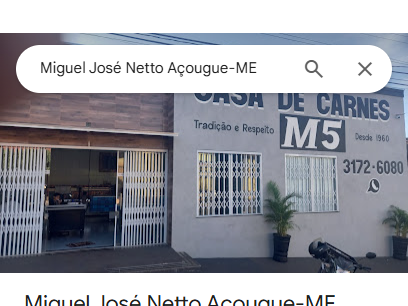 Miguel José Netto Açougue-ME
CASA DE CARNES
Tradição e Respeito
M5
Desde 1960
3172-6080
Miguel José Netto Açougue-ME